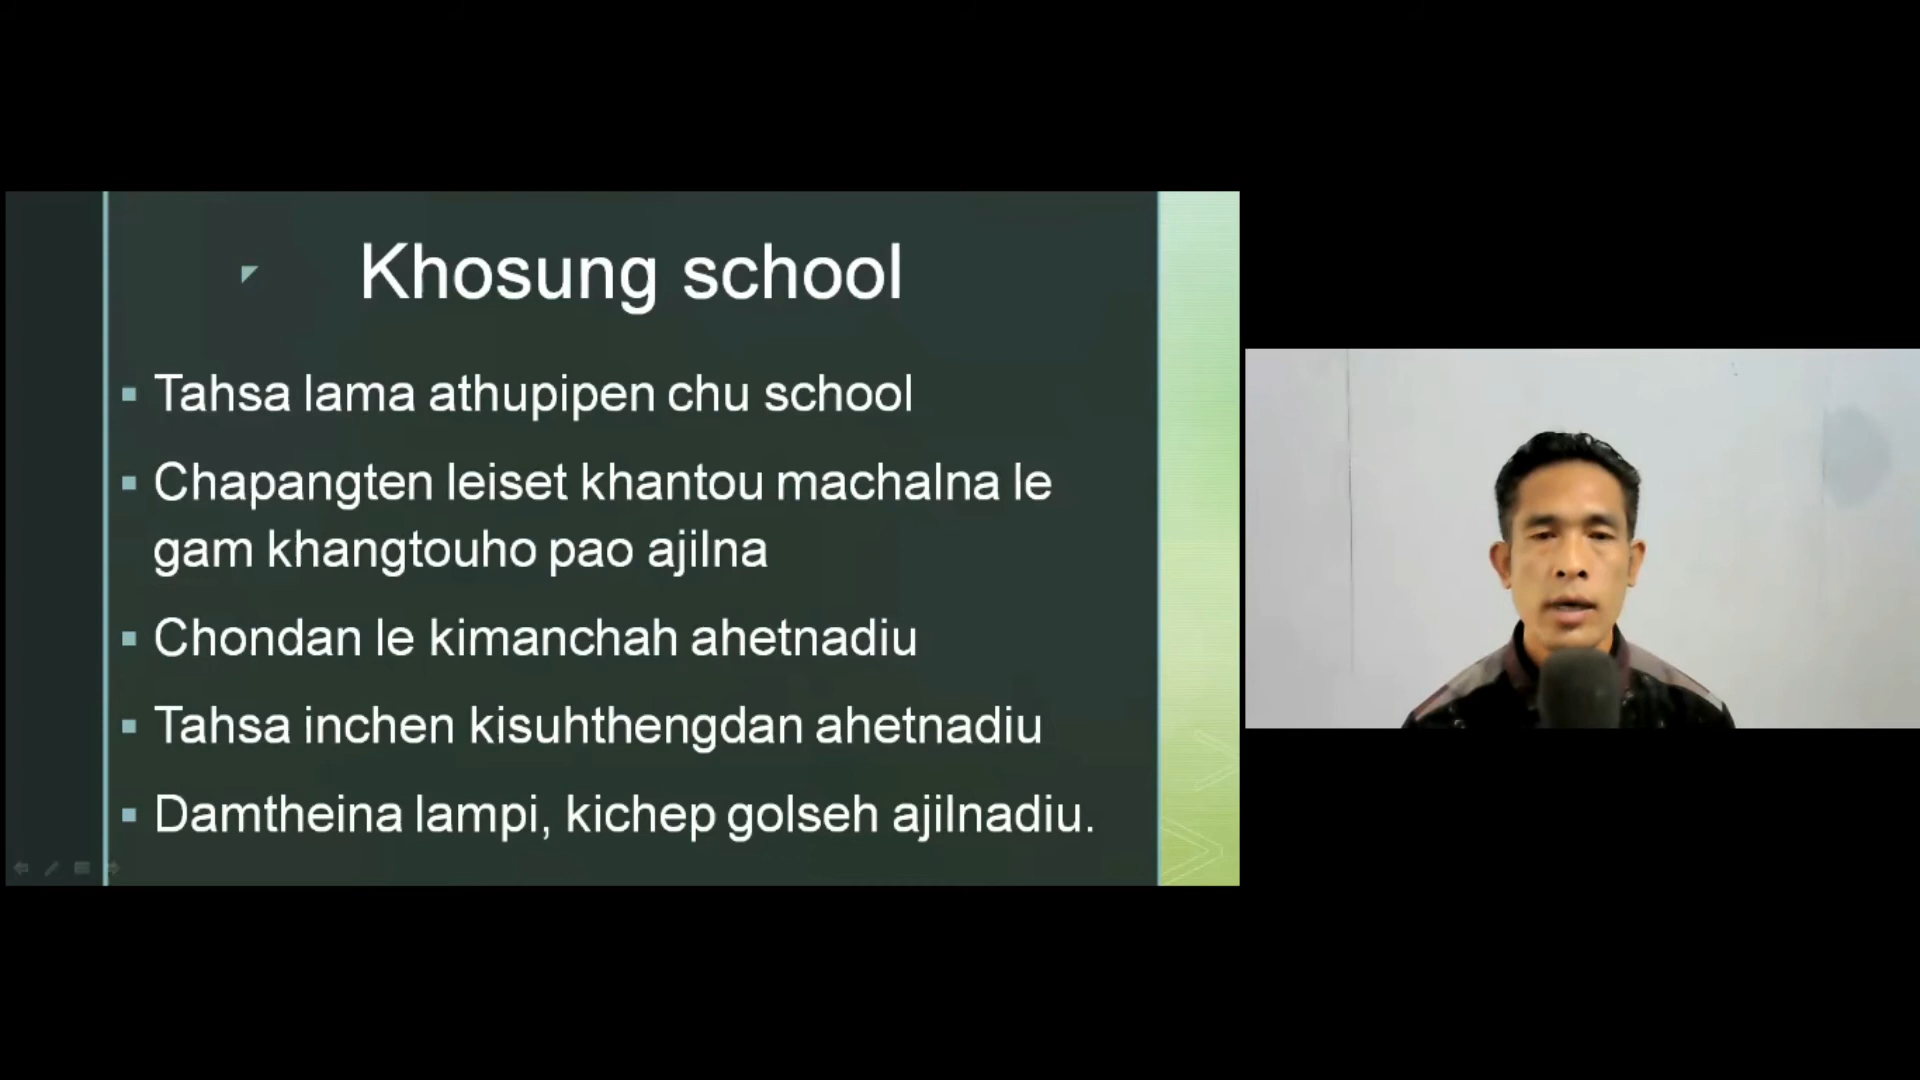 Khosung school
Tahsa lama athupipen chu school
Chapangten leiset khantou machalna le
gam khangtouho pao ajilna
Chondan le kimanchah ahetnadiu
Tahsa inchen kisuhthengdan ahetnadiu
Damtheina lampi, kichep golseh ajilnadiu.